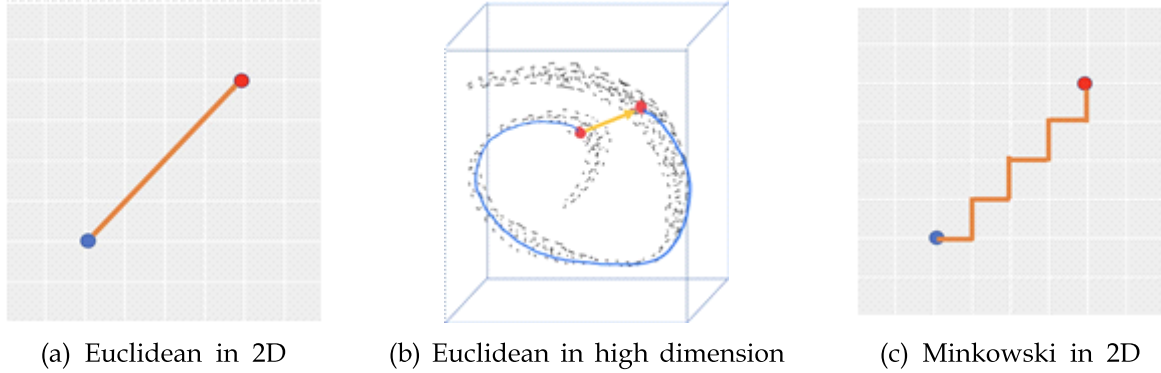 (a) Euclidean in 2D
(b) Euclidean in high dimension
(c) Minkowski in 2D